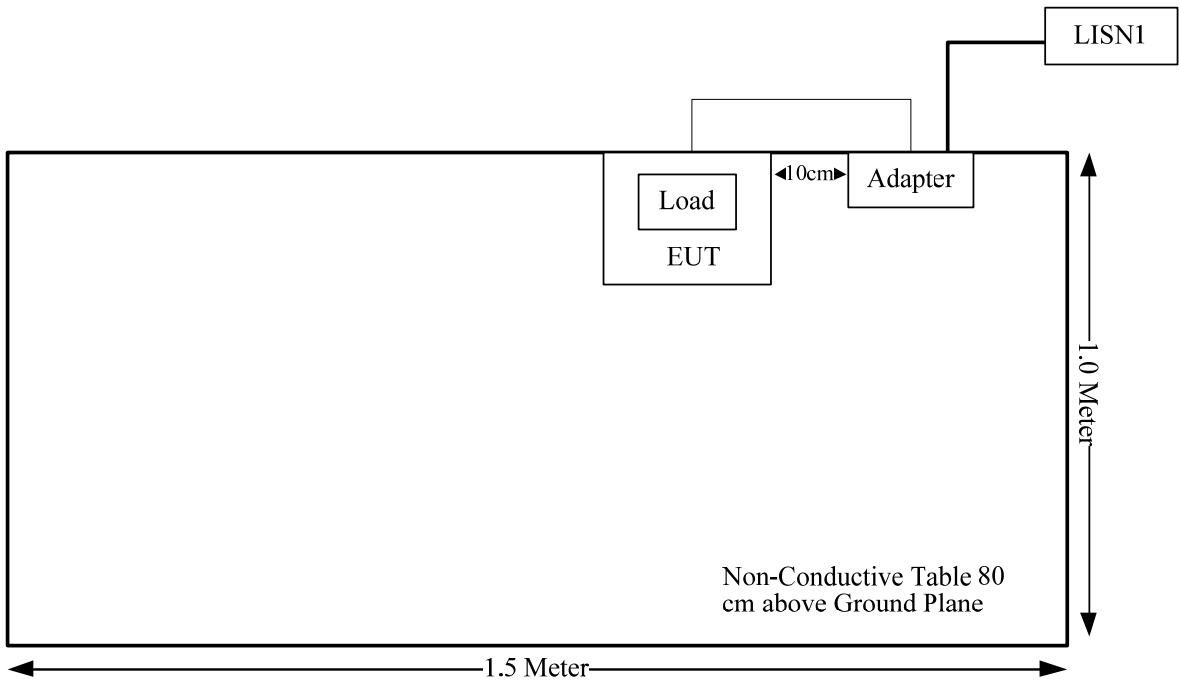 LISN1
10cm
Adapter
Load
EUT
1.0 Meter
Non-Conductive Table 80
cm above Ground Plane
1.5 Meter